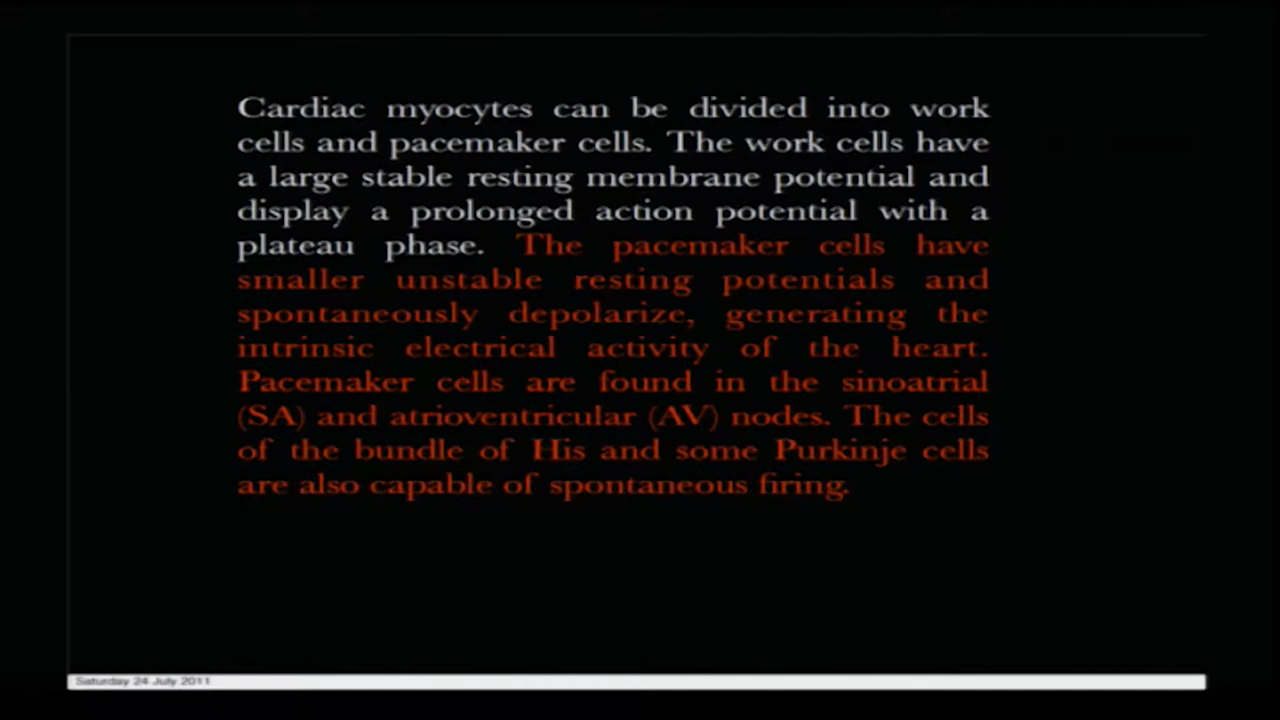 Cardiac myocytes can be divided into work
cells and pacemaker cells. The work cells have
a large stable resting membrane potential and
display a prolonged action potential with a
plateau phase. The pacemaker cells have
smaller unstable resting potentials and
spontaneously depolarize, generating the
intrinsic electrical activity of the heart.
Pacemaker cells are found in the sinoatrial
(SA) and atrioventricular (AV) nodes. The cells
of the bundle of His and some Purkinje cells
are also capable of spontaneous firing.
Saturday 24 July 2011